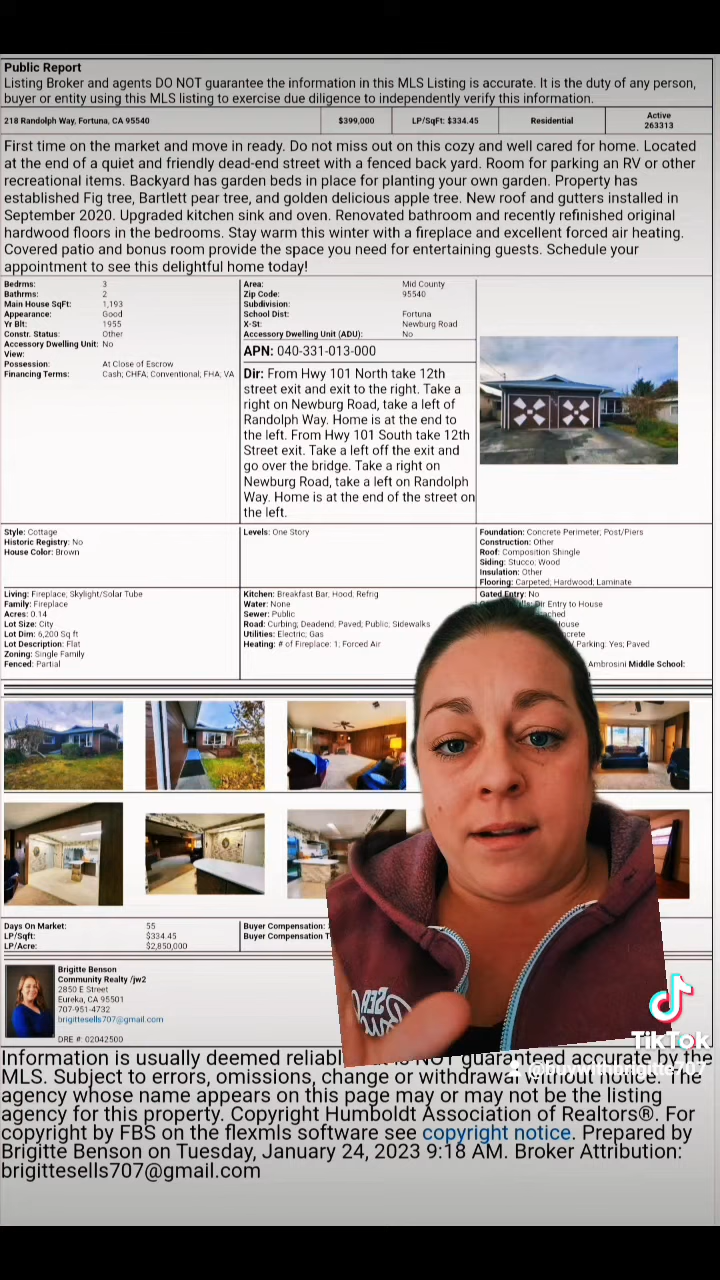 Public Report
Listing Broker and agents DO NOT guarantee the information in this MLS Listing is accurate. It is the duty of any person,
buyer or entity using this MLS listing to exercise due diligence to independently verify this information.
218 Randolph Way, Fortuna, CA 95540 $399,000 LP/SqFt: $334.45 Residential Active
263313
First time on the market and move in ready. Do not miss out on this cozy and well cared for home. Located
at the end of a quiet and friendly dead-end street with a fenced back yard. Room for parking an RV or other
recreational items. Backyard has garden beds in place for planting your own garden. Property has
established Fig tree, Bartlett pear tree, and golden delicious apple tree. New roof and gutters installed in
September 2020. Upgraded kitchen sink and oven. Renovated bathroom and recently refinished original
hardwood floors in the bedrooms. Stay warm this winter with a fireplace and excellent forced air heating.
Covered patio and bonus room provide the space you need for entertaining guests. Schedule your
appointment to see this delightful home today!
Bedrms: 3
Bathrms: 2
Main House SqFt: 1,193
Appearance: Good
Yr Blt: 1955
Constr. Status: Other
Accessory Dwelling Unit: No
View:
Possession: At Close of Escrow
Financing Terms: Cash; CHFA; Conventional; FHA; VA
Area: Mid County
Zip Code: 95540
Subdivision:
School Dist: Fortuna
X-St: Newburg Road
Accessory Dwelling Unit (ADU): No
APN: 040-331-013-000
Dir: From Hwy 101 North take 12th
street exit and exit to the right. Take a
right on Newburg Road, take a left of
Randolph Way. Home is at the end to
the left. From Hwy 101 South take 12th
Street exit. Take a left off the exit and
go over the bridge. Take a right on
Newburg Road, take a left on Randolph
Way. Home is at the end of the street on
the left.
Style: Cottage
Historic Registry: No
House Color: Brown
Levels: One Story
Foundation: Concrete Perimeter; Post/Piers
Construction: Other
Roof: Composition Shingle
Siding: Stucco; Wood
Insulation: Other
Flooring: Carpeted; Hardwood; Laminate
Living: Fireplace; Skylight/Solar Tube
Family: Fireplace
Acres: 0.14
Lot Size: City
Lot Dim: 6,200 Sq ft
Lot Description: Flat
Zoning: Single Family
Fenced: Partial
Kitchen: Breakfast Bar; Hood; Refrig
Water: None
Sewer: Public
Road: Curbing; Deadend; Paved; Public; Sidewalks
Utilities: Electric; Gas
Heating: # of Fireplace: 1; Forced Air
Gated Entry: No
Dir Entry to House
Parking: Yes; Paved
Ambrosini Middle School:
Days On Market: 55
LP/Sqft: $334.45
LP/Acre: $2,850,000
Buyer Compensation:
Buyer Compensation T
Brigitte Benson
Community Realty /jw2
2850 E Street
Eureka, CA 95501
707-951-4732
brigittesells707@gmail.com
DRE #: 02042500
TikTok
@buywithbrigitte707
Information is usually deemed NOT guaranteed accurate by the
MLS. Subject to errors, omissions, change or withdrawal without notice. The
agency whose name appears on this page may or may not be the listing
agency for this property. Copyright Humboldt Association of Realtors®. For
copyright by FBS on the flexmls software see copyright notice. Prepared by
Brigitte Benson on Tuesday, January 24, 2023 9:18 AM. Broker Attribution:
brigittesells707@gmail.com